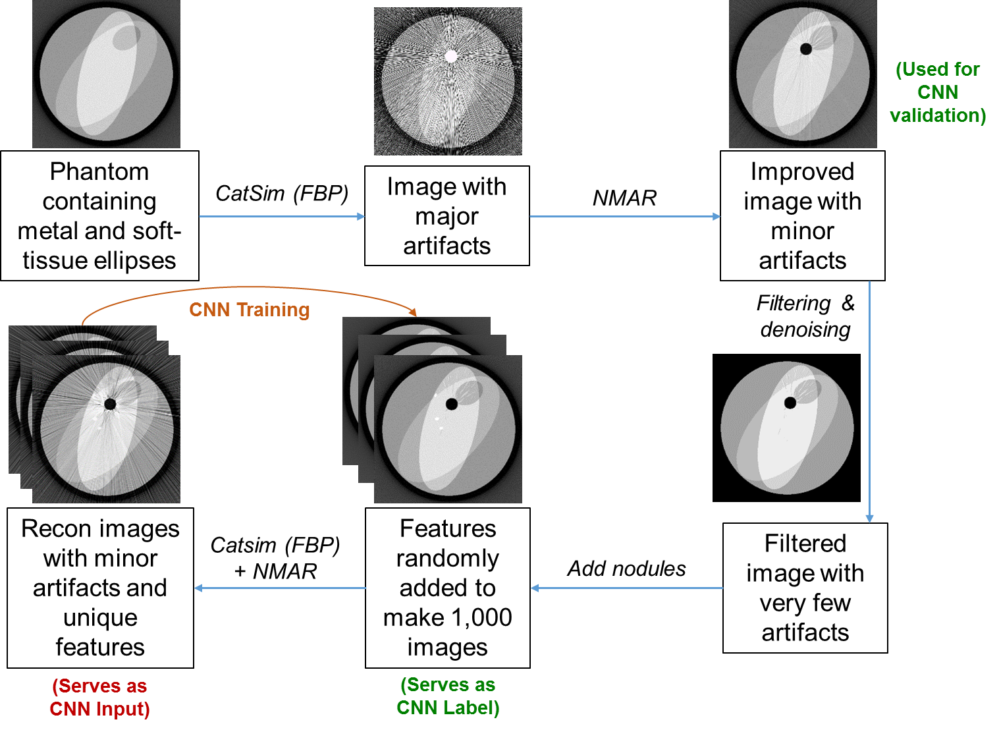 (Used for
CNN
validation)
Phantom
containing
metal and soft-
tissue ellipses
CatSim (FBP)
Image with
major
artifacts
NMAR
Improved
image with
minor
artifacts
CNN Training
Filtering &
denoising
Recon images
with minor
artifacts and
unique
features
Catsim (FBP)
+ NMAR
Features
randomly
added to
make 1,000
images
Add nodules
Filtered
image with
very few
artifacts
(Serves as
CNN Input)
(Serves as
CNN Label)